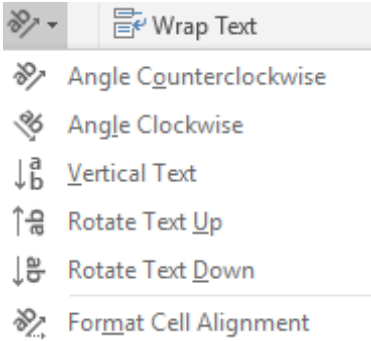 Wrap Text
Angle Counterclockwise
Angle Clockwise
Vertical Text
Rotate Text Up
Rotate Text Down
Format Cell Alignment